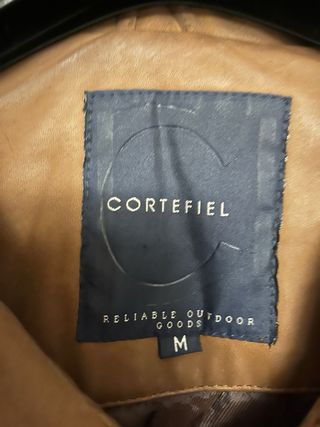 CORTEFIEL
RELIABLE OUTDOOR
GOODS
M